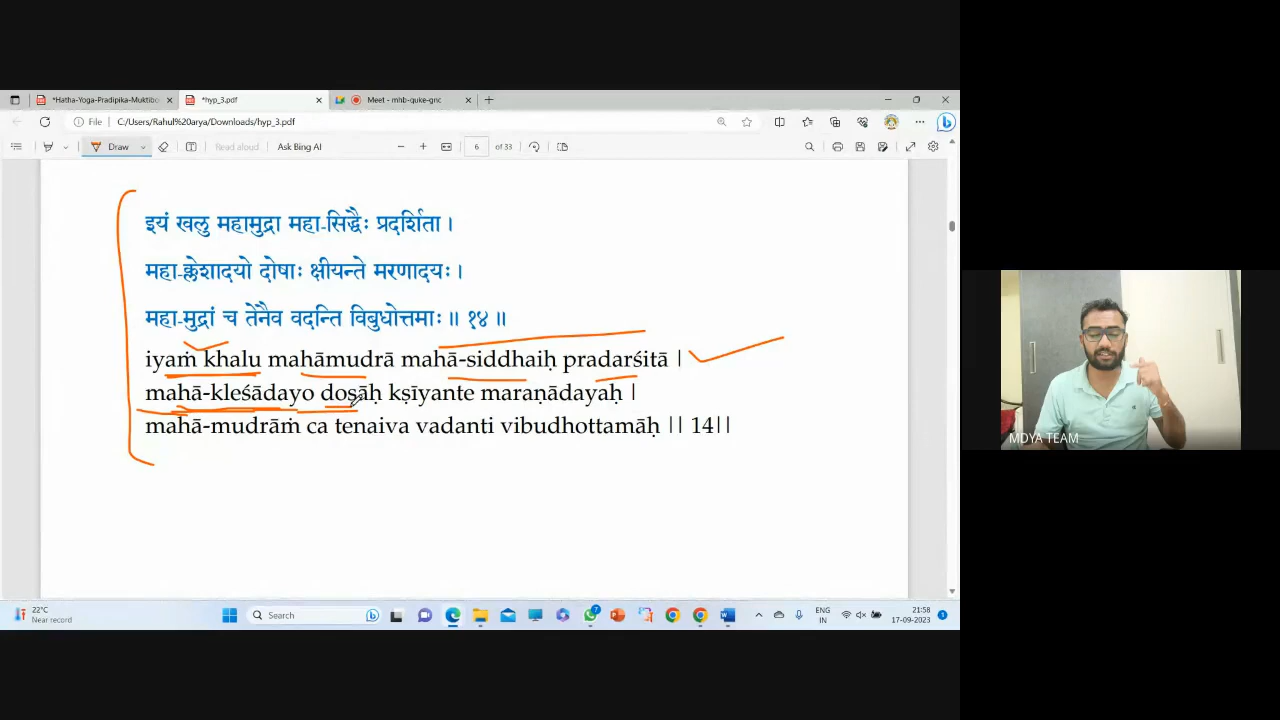 *Hatha-Yoga-Pradipika-Muktibo
*hyp_3.pdf
Meet - mhb-quke-gnc
File
C:/Users/Rahul%20arya/Downloads/hyp_3.pdf
Draw
Read aloud
Ask Bing AI
6
of 33
इयं खलु महामुद्रा महा-सिद्धैः प्रदर्शिता ।
महा-क्लेशादयो दोषाः क्षीयन्ते मरणादयः ।
महा-मुद्रां च तेनैव वदन्ति विबुधोत्तमाः ॥ १४ ॥
iyaṁ khalu mahāmudrā mahā-siddhaiḥ pradarśitā |
mahā-kleśādayo doṣāḥ kṣīyante maraṇādayaḥ |
mahā-mudrāṁ ca tenaiva vadanti vibudhottamāḥ || 14||
MDYA TEAM
22°C
Near record
Search
7
ENG
IN
21:58
17-09-2023